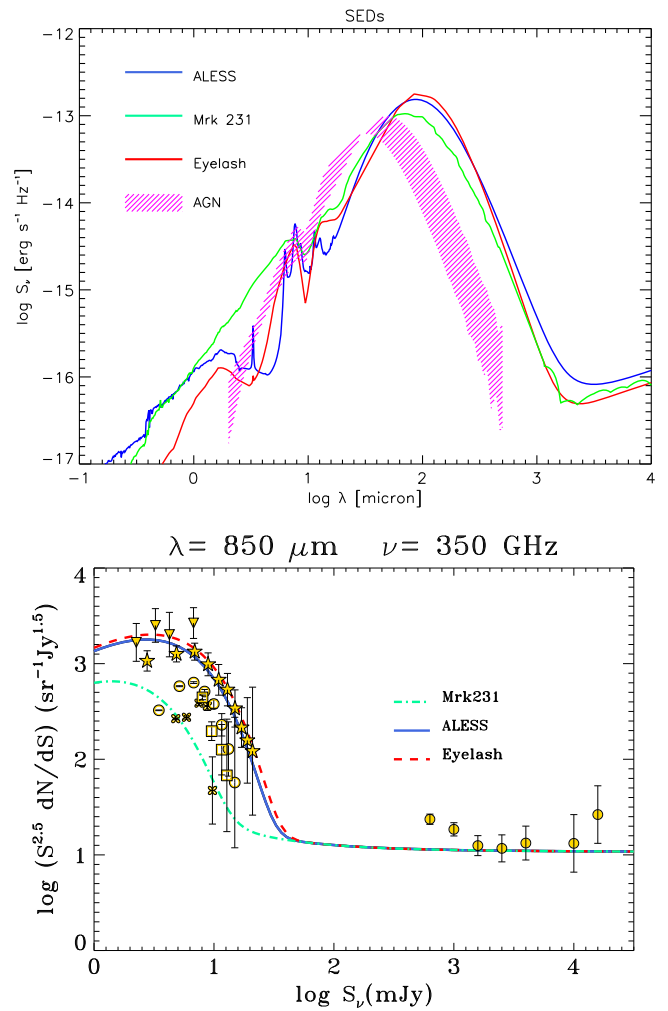 SEDs
-12
-13
-14
-15
-16
-17
log Sν [erg s⁻¹ Hz⁻¹]
ALESS
Mrk 231
Eyelash
AGN
-1 0 1 2 3 4
log λ [micron]
λ= 850 μm ν= 350 GHz
4
3
2
1
0
log (S^2.5 dN/dS) (sr⁻¹Jy^1.5)
Mrk231
ALESS
Eyelash
0 1 2 3 4
log Sν(mJy)